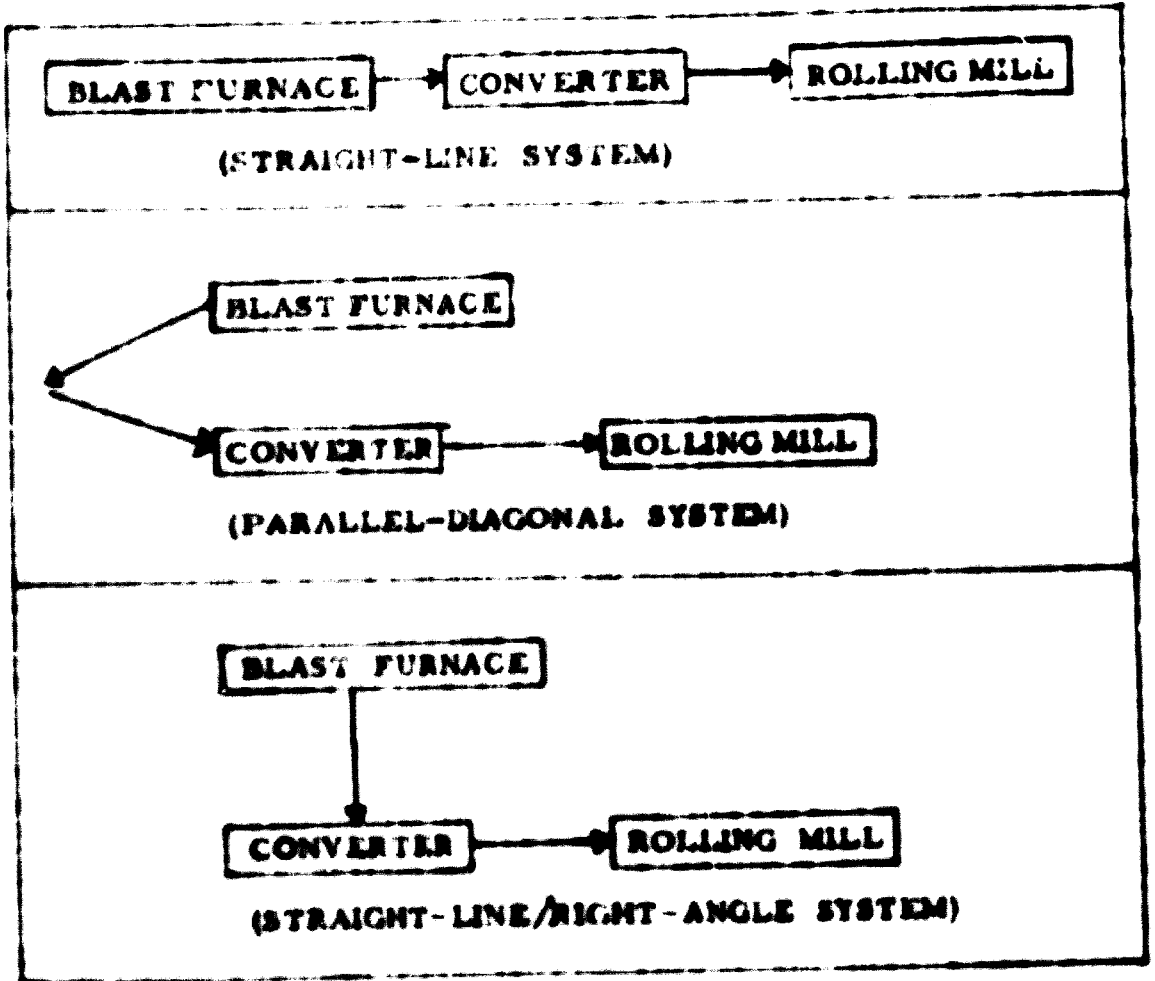 BLAST FURNACE CONVERTER ROLLING MILL
(STRAIGHT-LINE SYSTEM)
BLAST FURNACE
CONVERTER ROLLING MILL
(PARALLEL-DIAGONAL SYSTEM)
BLAST FURNACE
CONVERTER ROLLING MILL
(STRAIGHT-LINE/RIGHT-ANGLE SYSTEM)